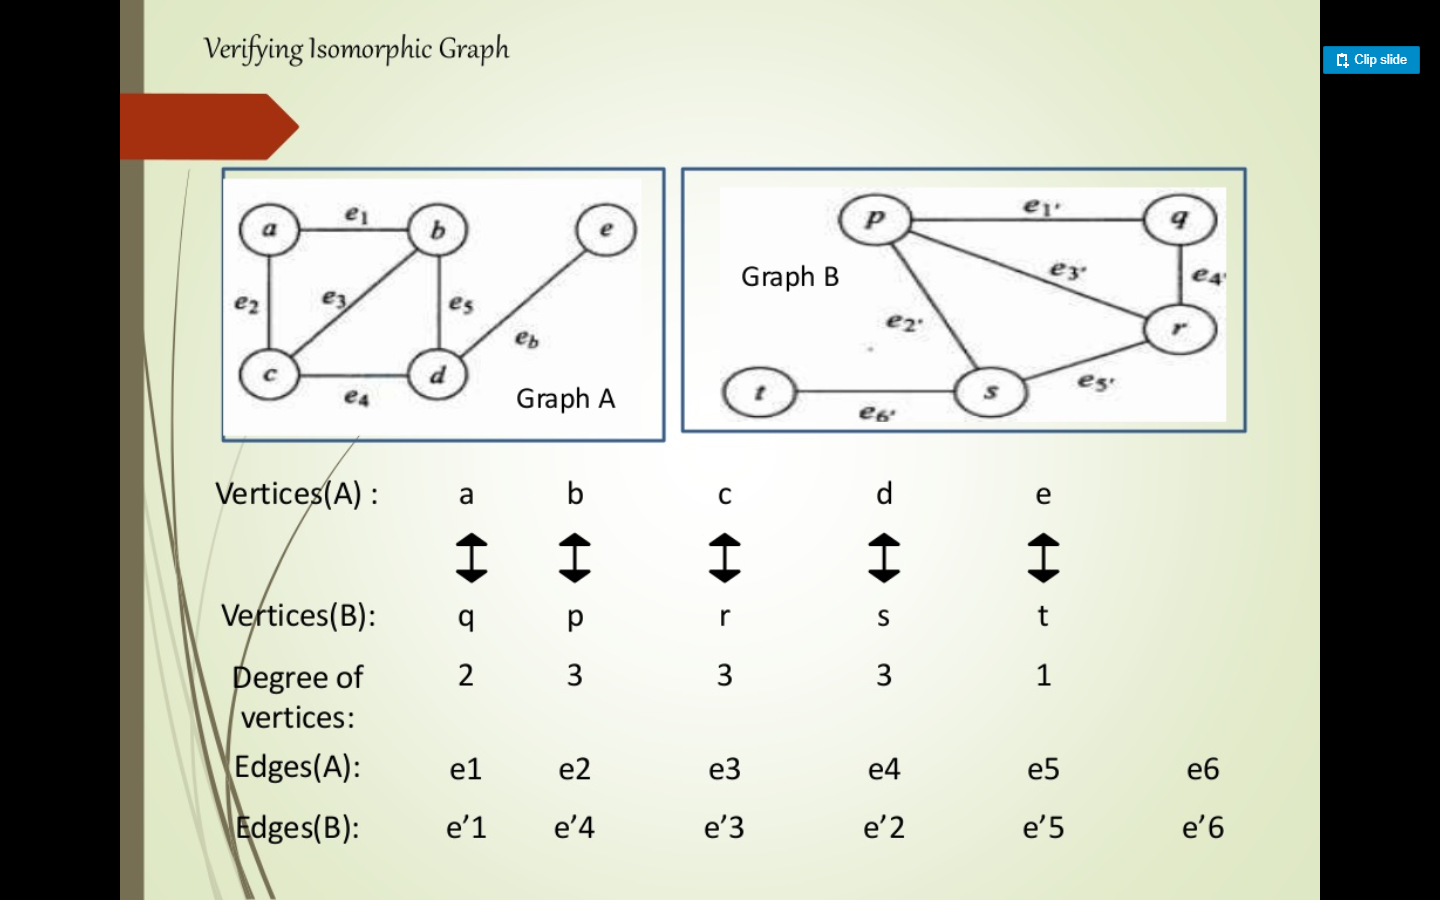 Verifying Isomorphic Graph
Clip slide
a e1 b e
e2 e3 e5 eb
c e4 d
Graph A
p e1' q
Graph B e3' e4'
e2' r
t e6' s e5'
Vertices(A) : a b c d e
Vertices(B): q p r s t
Degree of vertices: 2 3 3 3 1
Edges(A): e1 e2 e3 e4 e5 e6
Edges(B): e’1 e’4 e’3 e’2 e’5 e’6